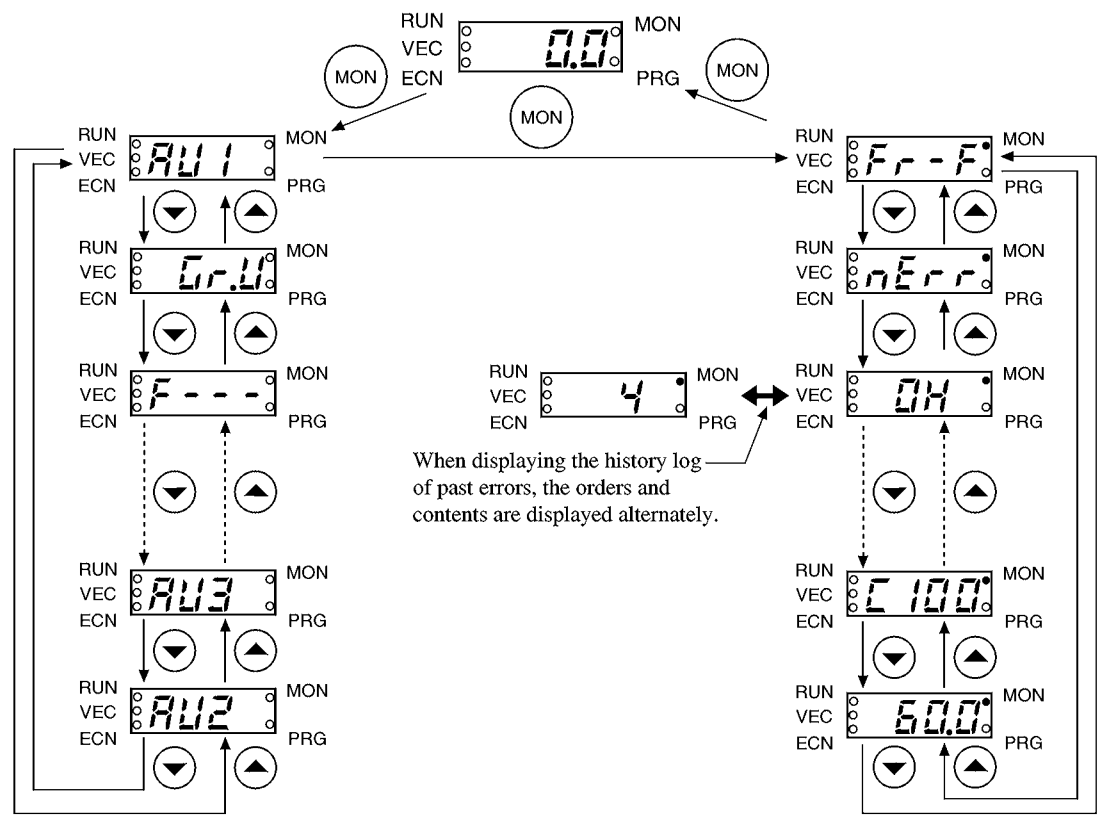 RUN
VEC
ECN
0.0
MON
PRG
MON
MON
MON
RUN
VEC
ECN
AU1
MON
PRG
RUN
VEC
ECN
Fr-F
MON
PRG
RUN
VEC
ECN
Gr.U
MON
PRG
RUN
VEC
ECN
nErr
MON
PRG
RUN
VEC
ECN
F---
MON
PRG
RUN
VEC
ECN
4
MON
PRG
RUN
VEC
ECN
OH
MON
PRG
When displaying the history log
of past errors, the orders and
contents are displayed alternately.
RUN
VEC
ECN
AU3
MON
PRG
RUN
VEC
ECN
C100
MON
PRG
RUN
VEC
ECN
AU2
MON
PRG
RUN
VEC
ECN
60.0
MON
PRG